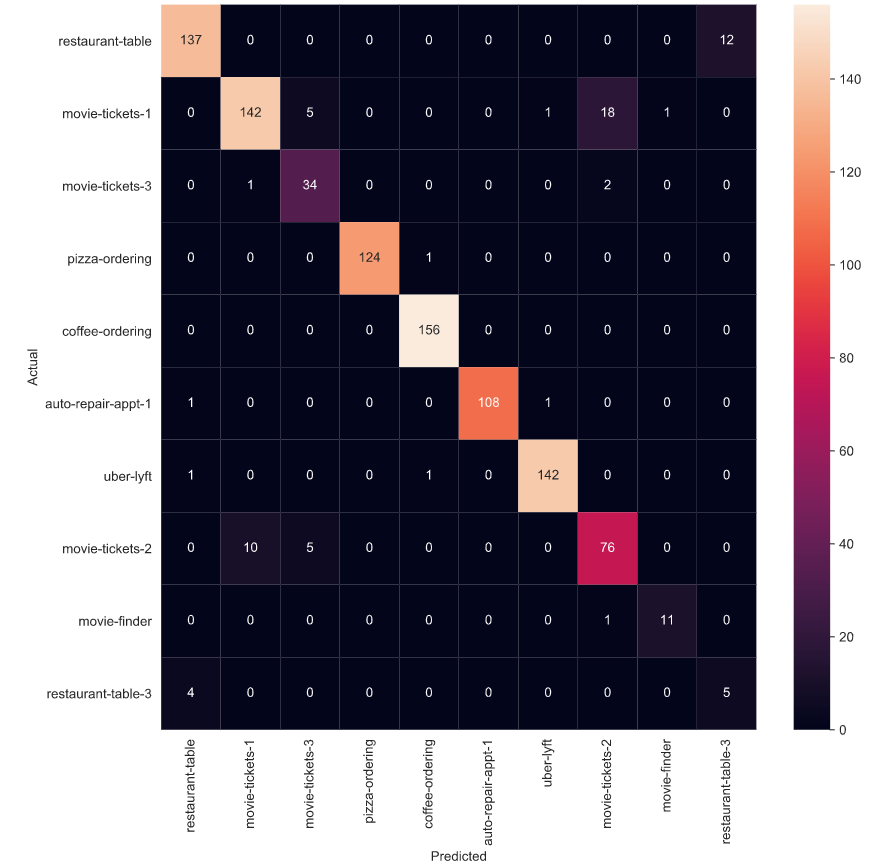 restaurant-table 137 0 0 0 0 0 0 0 0 12
movie-tickets-1 0 142 5 0 0 0 1 18 1 0
movie-tickets-3 0 1 34 0 0 0 0 2 0 0
pizza-ordering 0 0 0 124 1 0 0 0 0 0
coffee-ordering 0 0 0 0 156 0 0 0 0 0
auto-repair-appt-1 1 0 0 0 0 108 1 0 0 0
uber-lyft 1 0 0 0 1 0 142 0 0 0
movie-tickets-2 0 10 5 0 0 0 0 76 0 0
movie-finder 0 0 0 0 0 0 0 1 11 0
restaurant-table-3 4 0 0 0 0 0 0 0 0 5
Actual
restaurant-table
movie-tickets-1
movie-tickets-3
pizza-ordering
coffee-ordering
auto-repair-appt-1
uber-lyft
movie-tickets-2
movie-finder
restaurant-table-3
Predicted
140
120
100
80
60
40
20
0